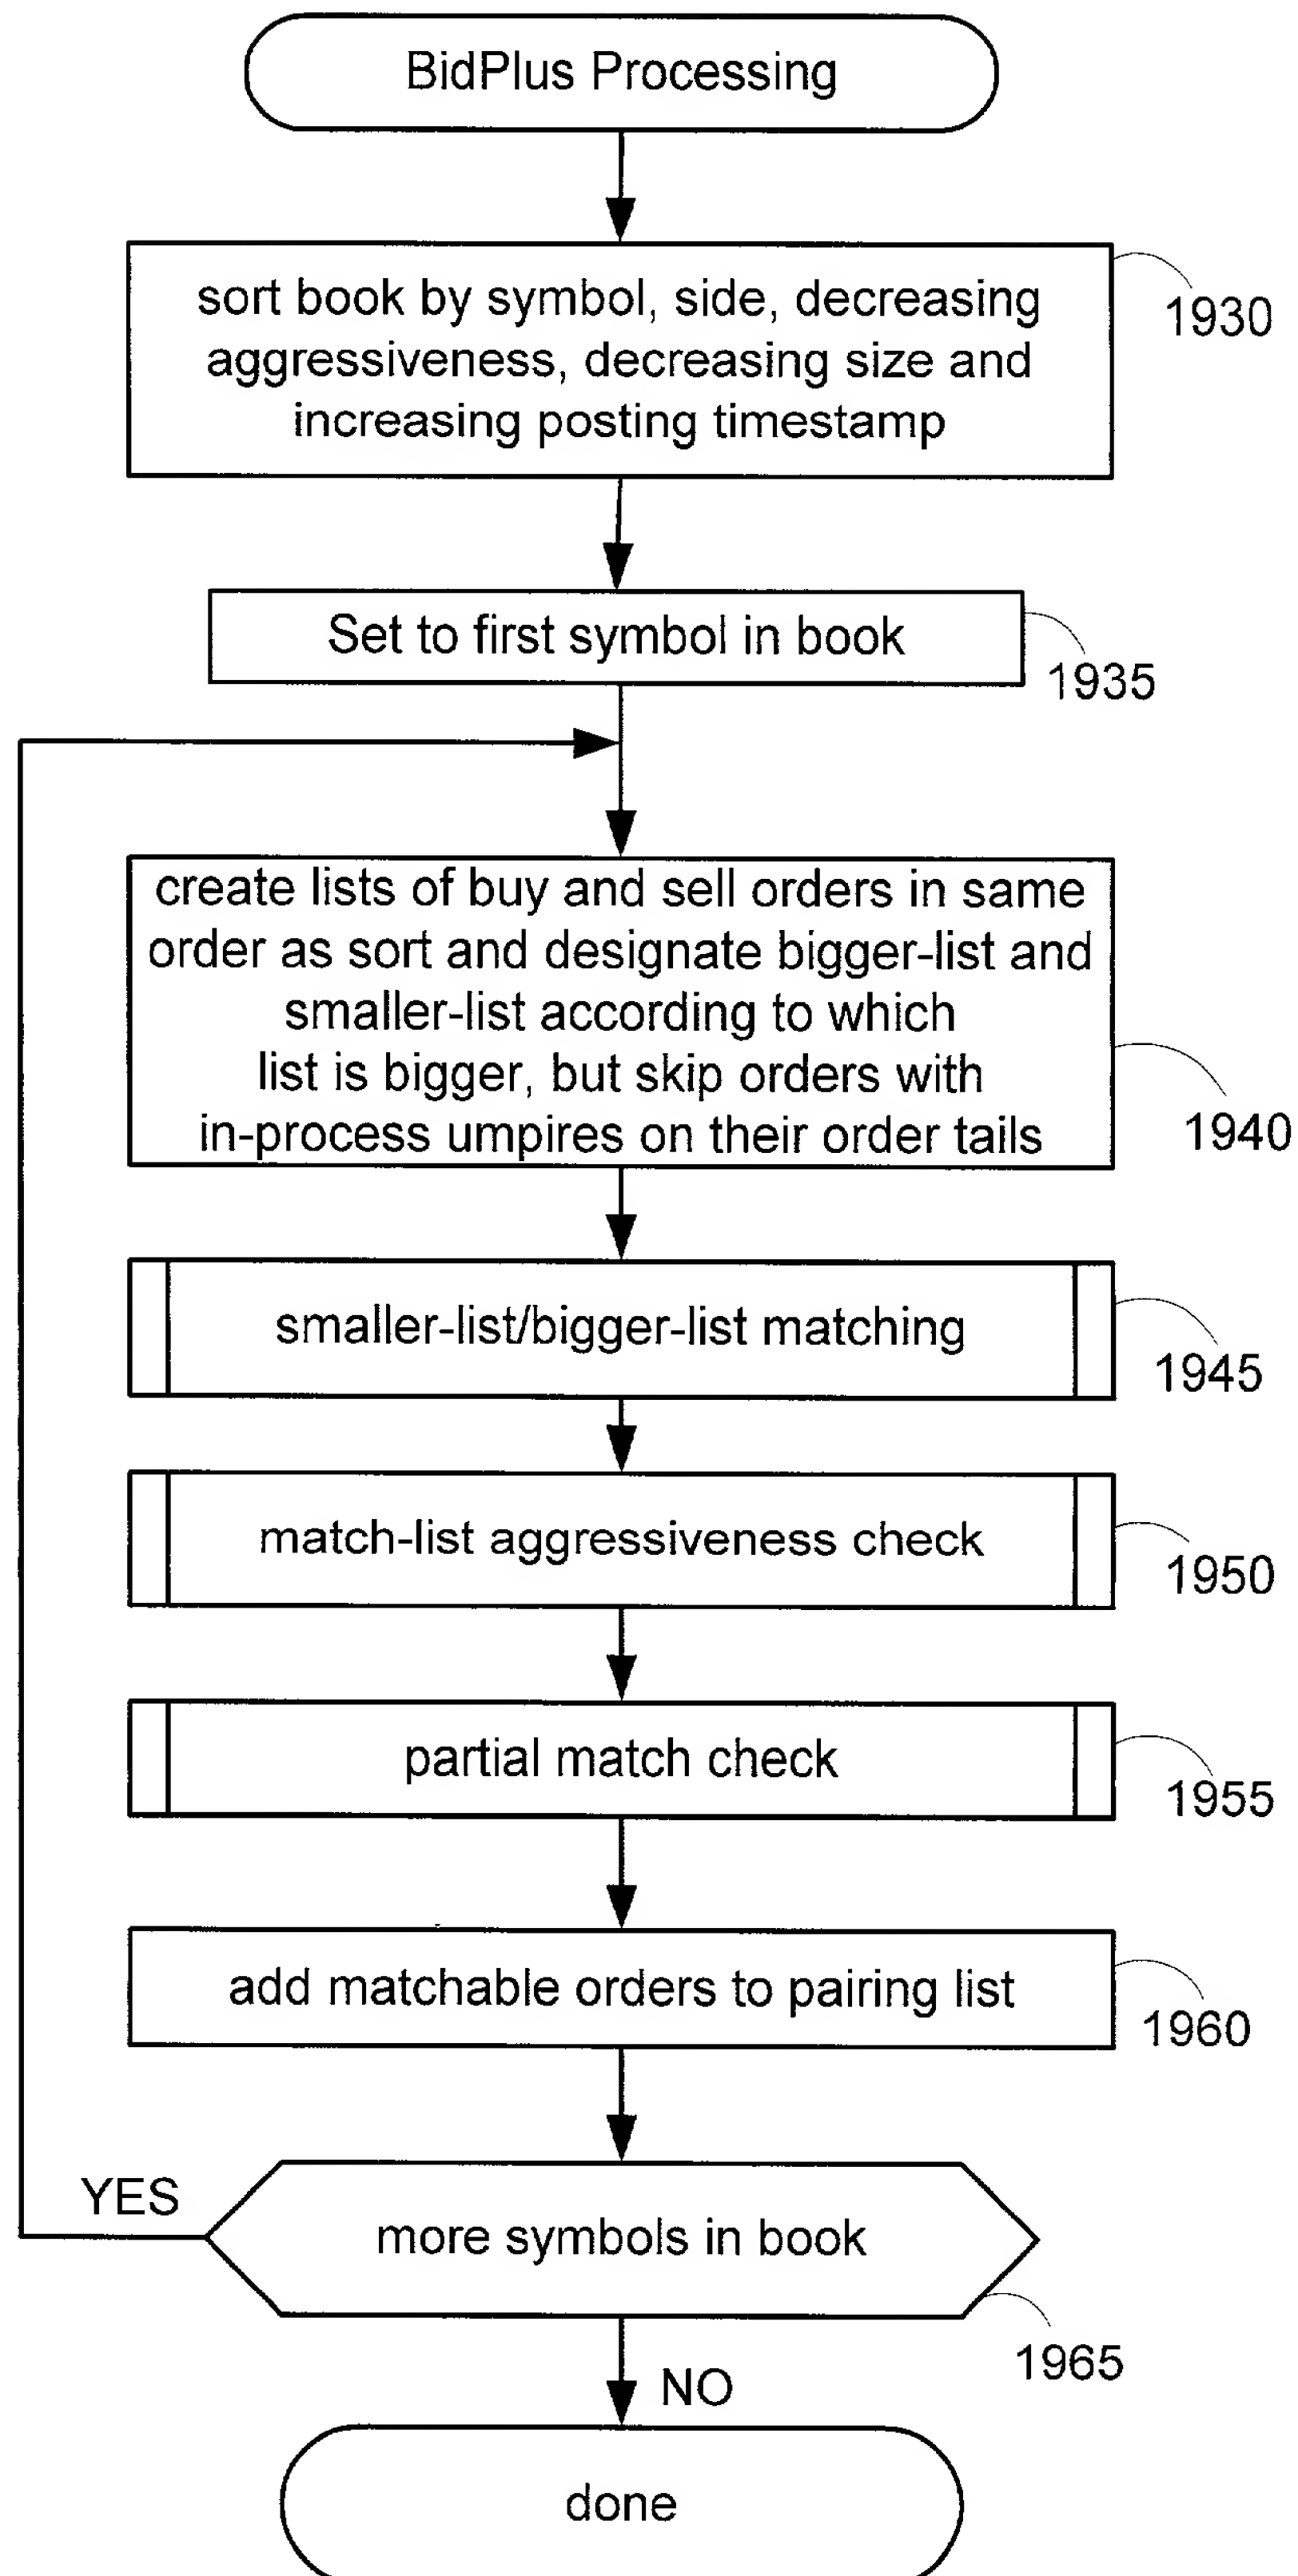 BidPlus Processing
sort book by symbol, side, decreasing
aggressiveness, decreasing size and
increasing posting timestamp
1930
Set to first symbol in book
1935
create lists of buy and sell orders in same
order as sort and designate bigger-list and
smaller-list according to which
list is bigger, but skip orders with
in-process umpires on their order tails
1940
smaller-list/bigger-list matching
1945
match-list aggressiveness check
1950
partial match check
1955
add matchable orders to pairing list
1960
YES
more symbols in book
1965
NO
done